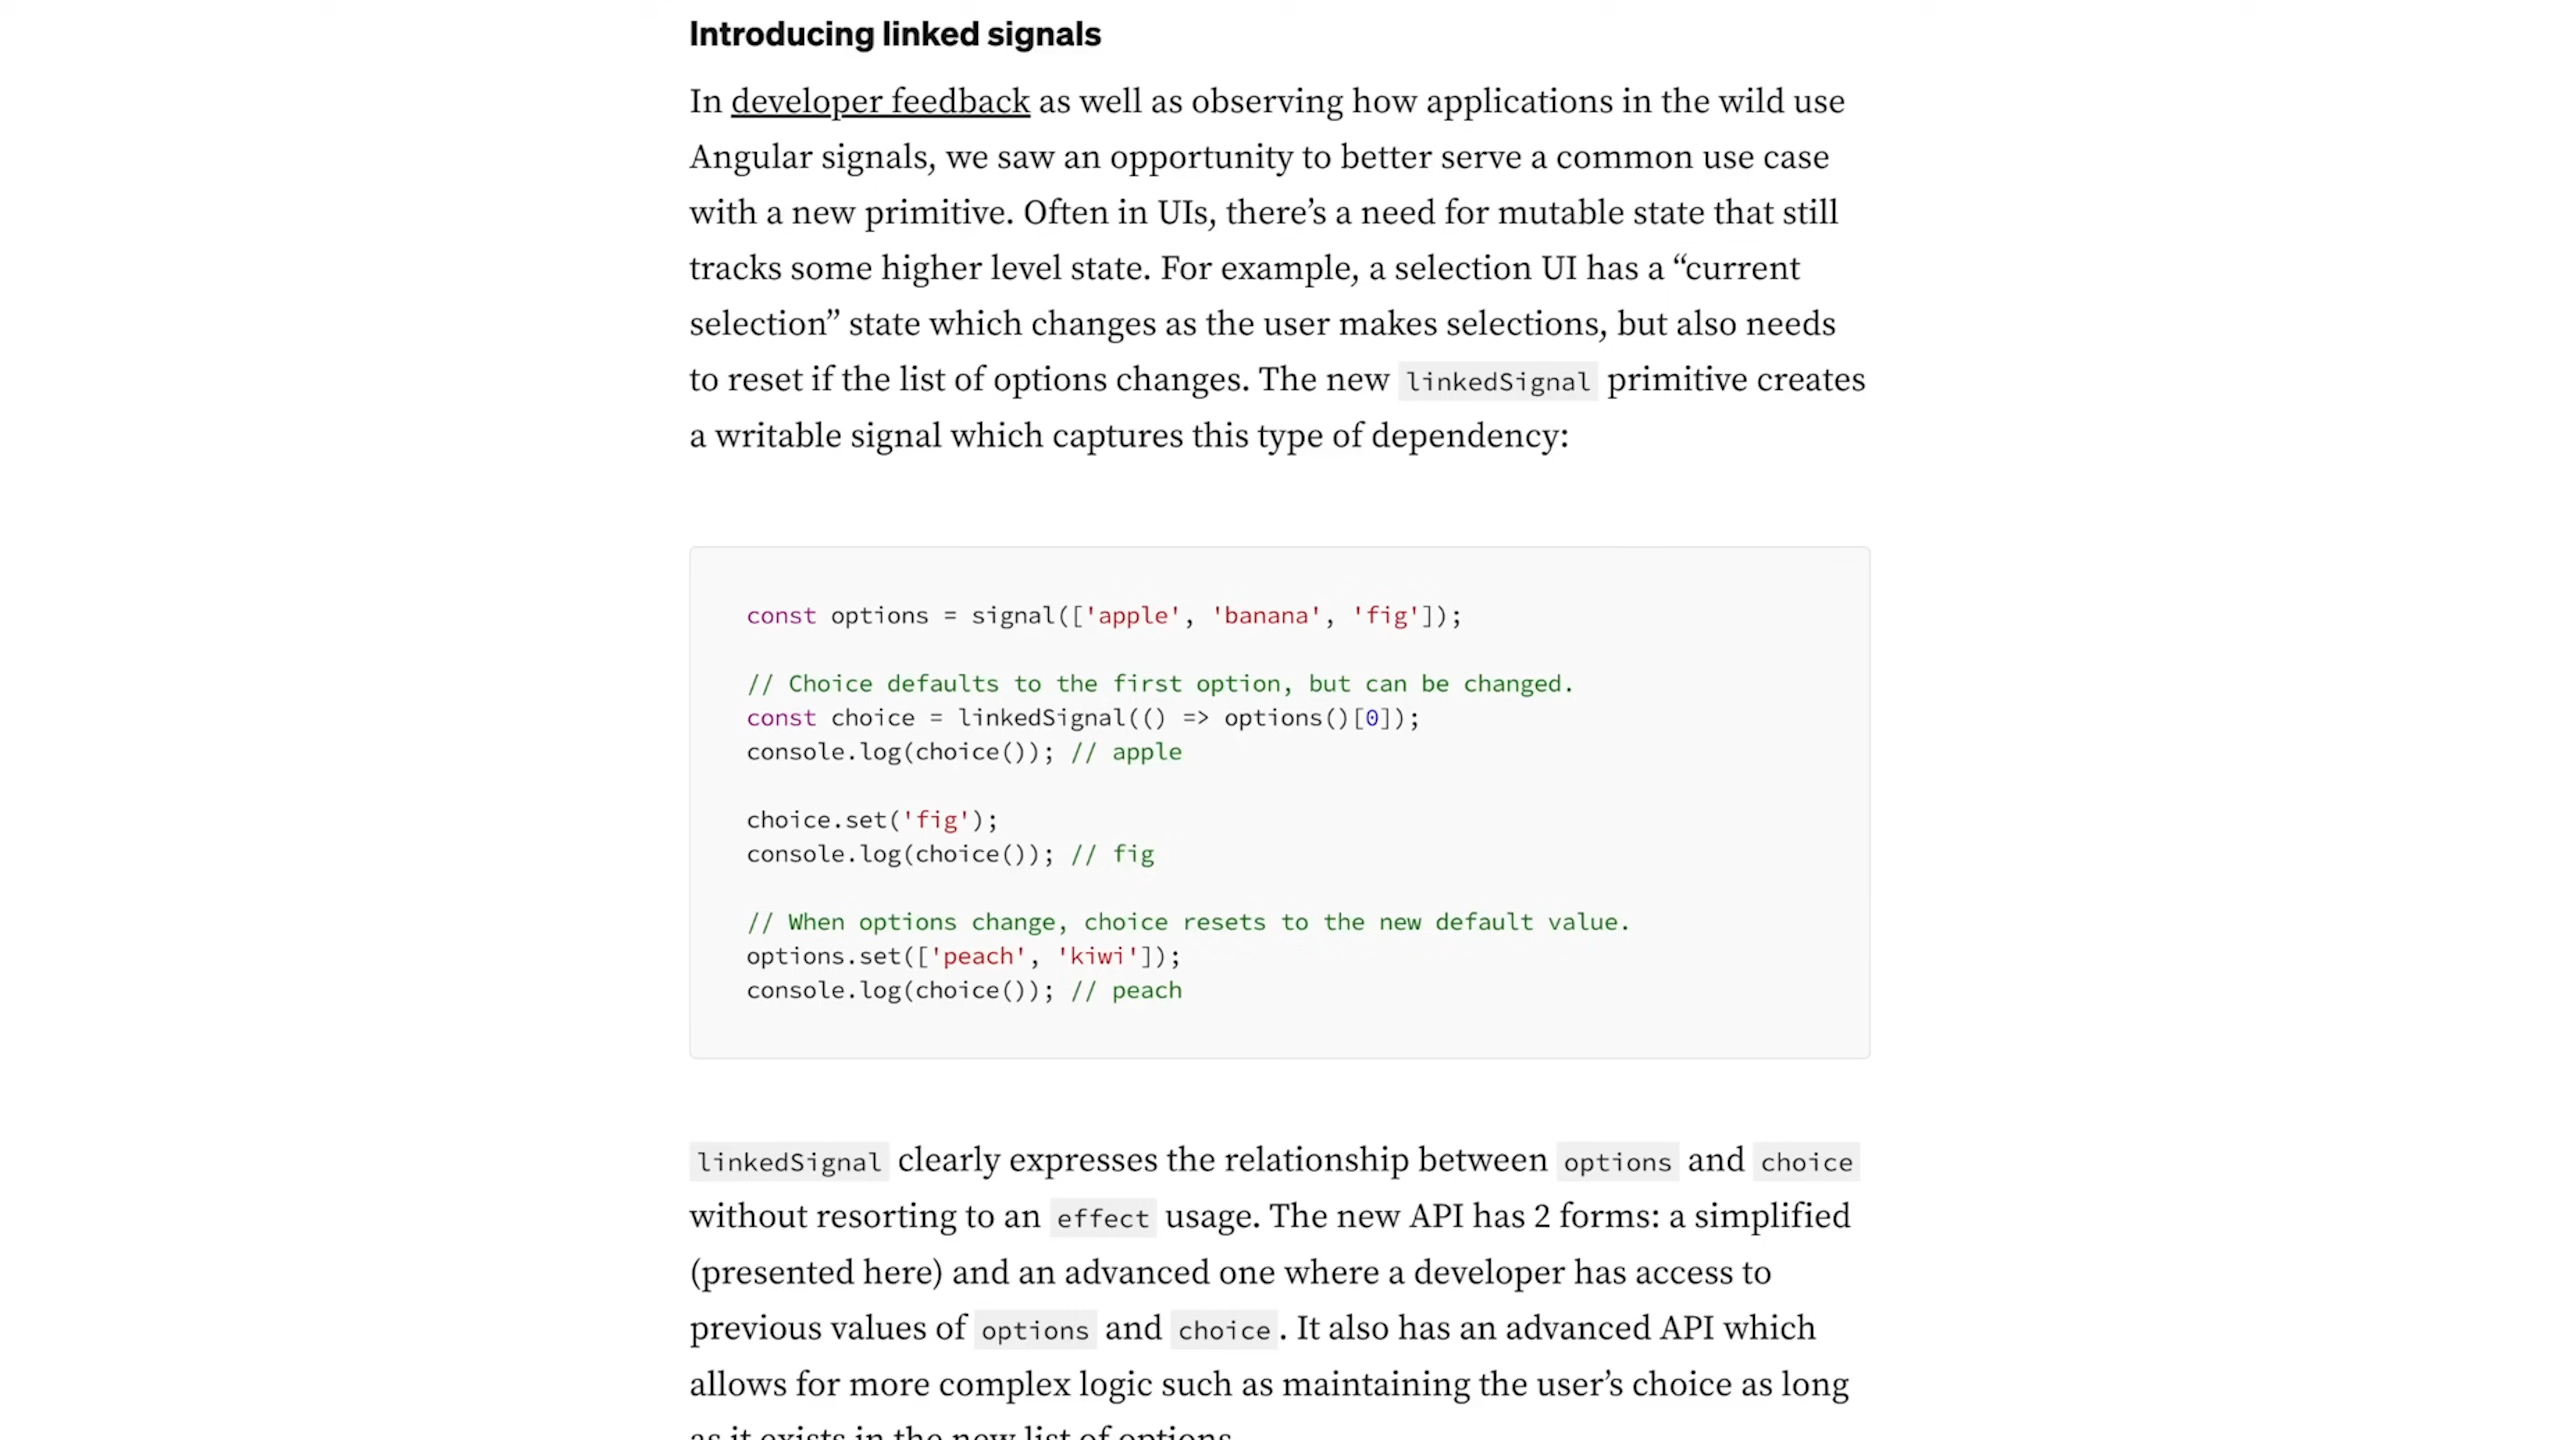 Introducing linked signals
In developer feedback as well as observing how applications in the wild use
Angular signals, we saw an opportunity to better serve a common use case
with a new primitive. Often in UIs, there’s a need for mutable state that still
tracks some higher level state. For example, a selection UI has a “current
selection” state which changes as the user makes selections, but also needs
to reset if the list of options changes. The new linkedSignal primitive creates
a writable signal which captures this type of dependency:
const options = signal(['apple', 'banana', 'fig']);
// Choice defaults to the first option, but can be changed.
const choice = linkedSignal(() => options()[0]);
console.log(choice()); // apple
choice.set('fig');
console.log(choice()); // fig
// When options change, choice resets to the new default value.
options.set(['peach', 'kiwi']);
console.log(choice()); // peach
linkedSignal clearly expresses the relationship between options and choice
without resorting to an effect usage. The new API has 2 forms: a simplified
(presented here) and an advanced one where a developer has access to
previous values of options and choice. It also has an advanced API which
allows for more complex logic such as maintaining the user’s choice as long
as it exists in the new list of options.